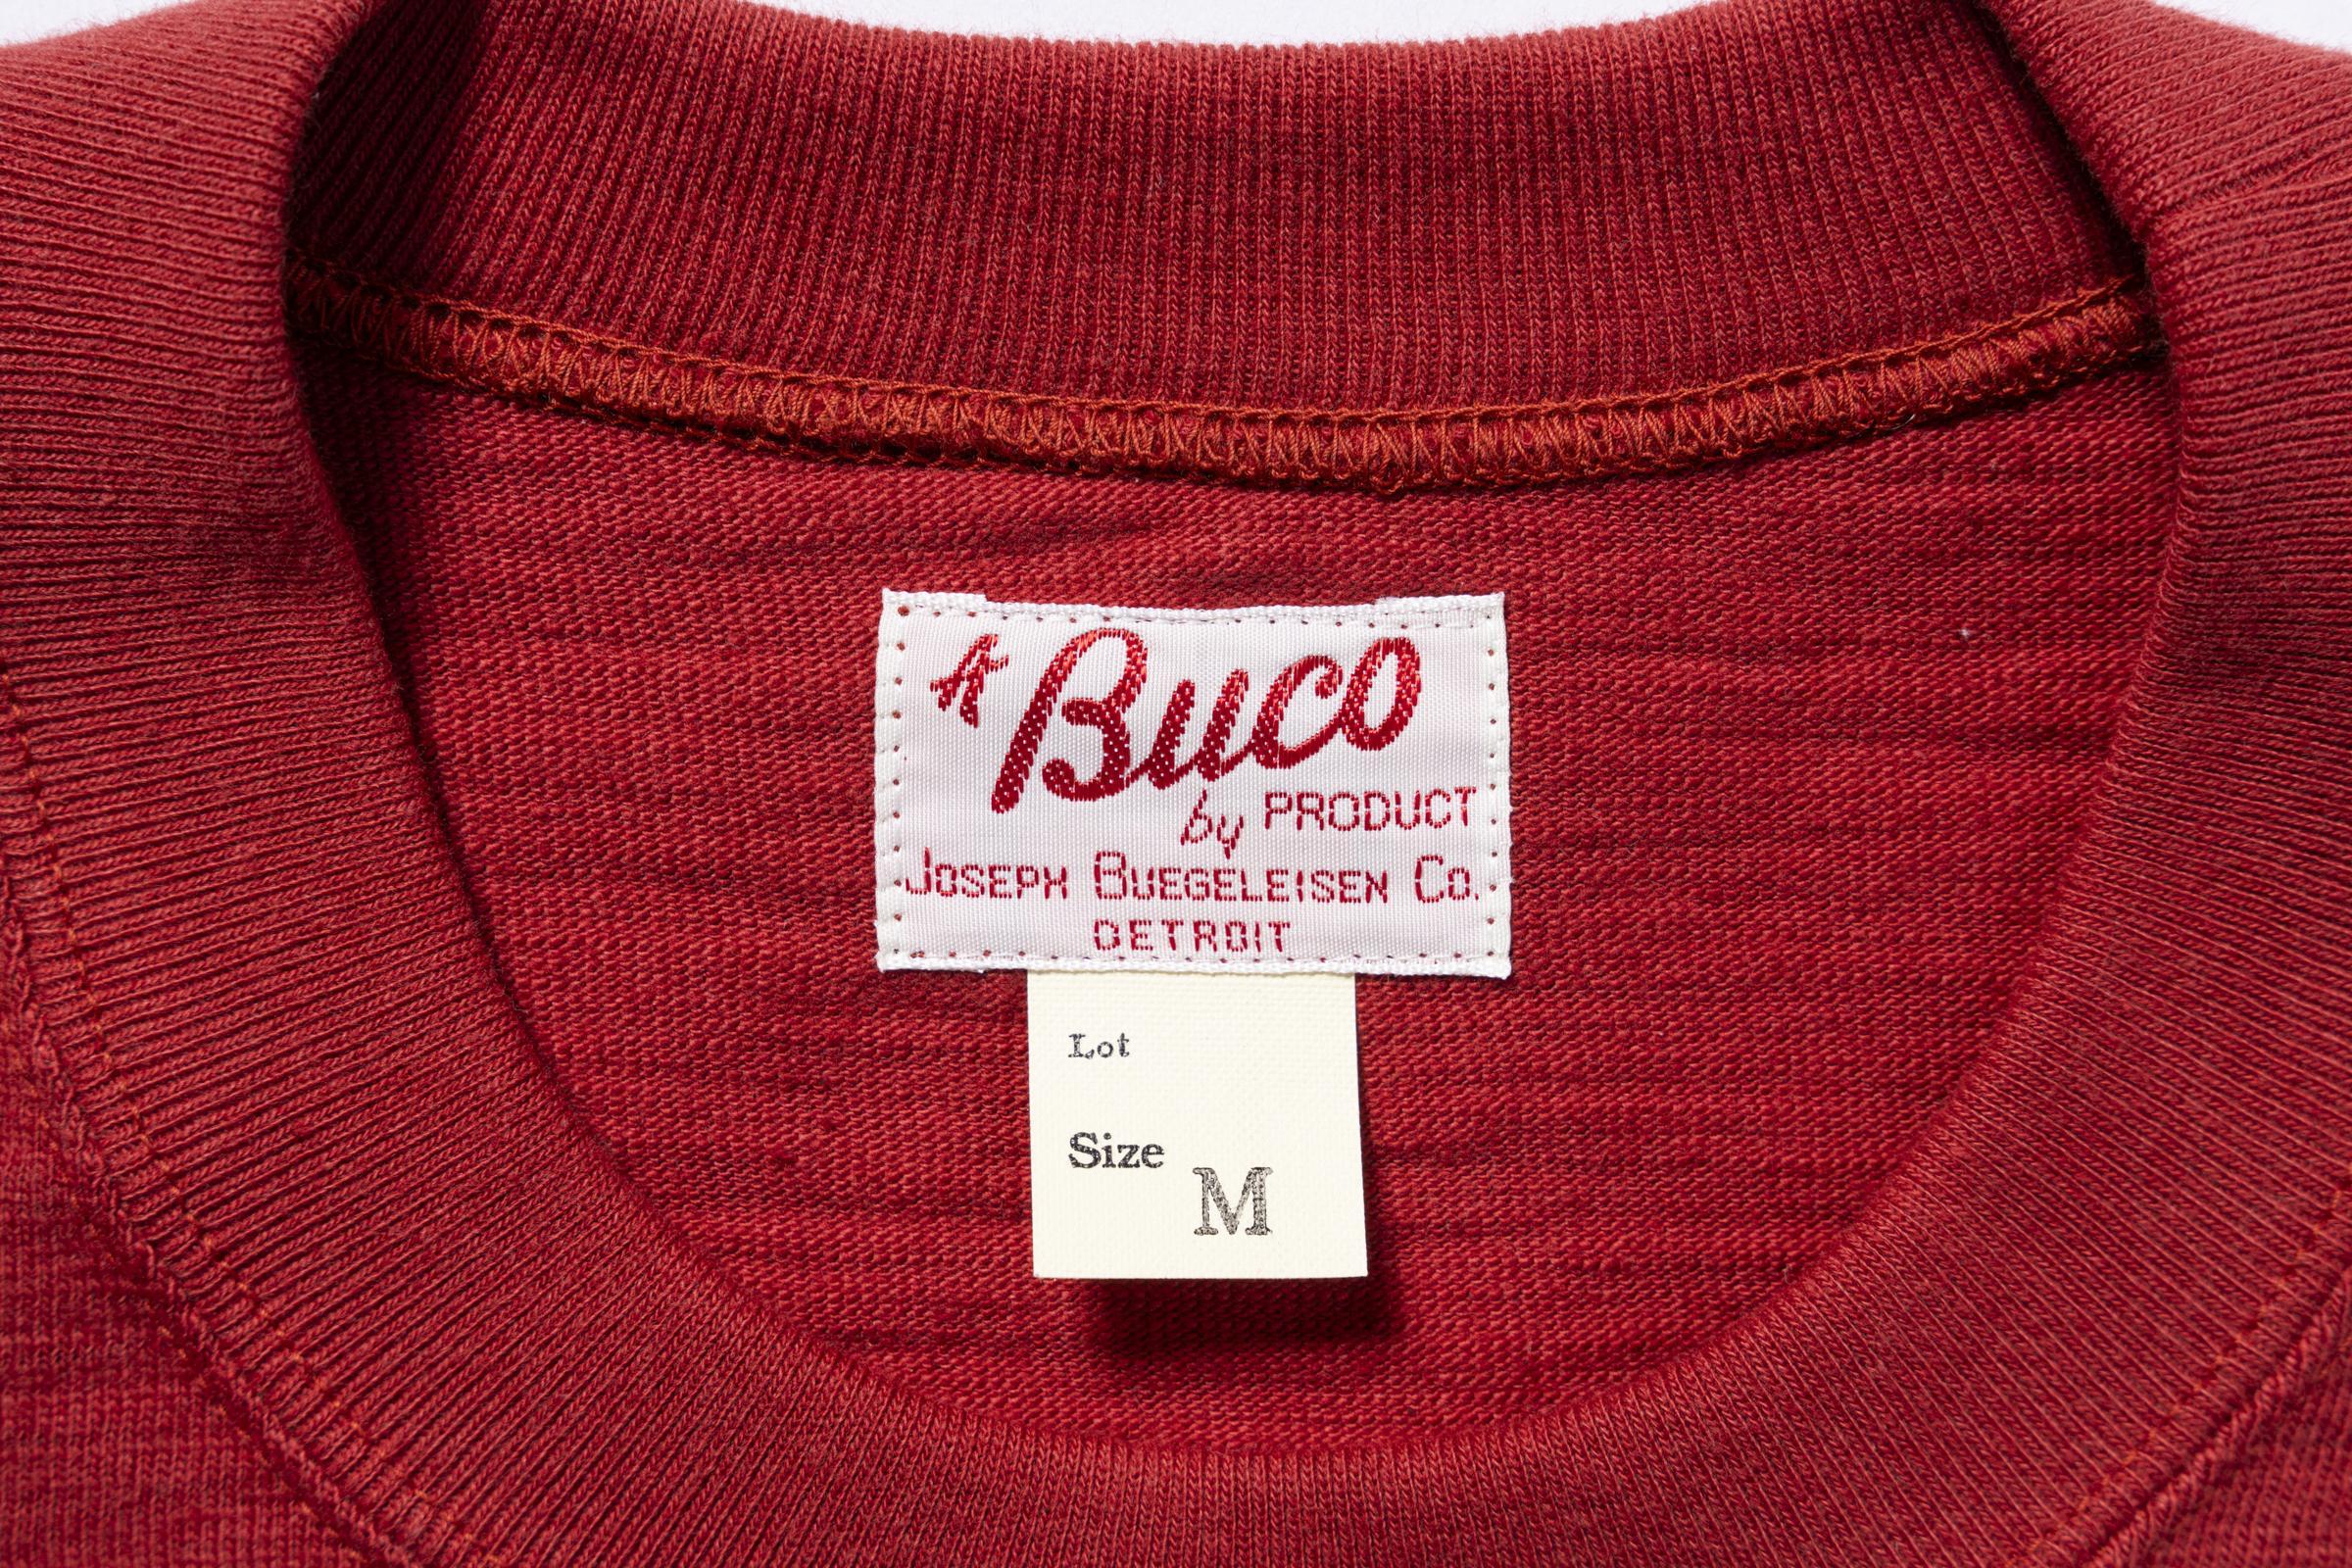 A Buco
by PRODUCT
JOSEPH BUEGELEISEN CO.
DETROIT
Lot
Size M